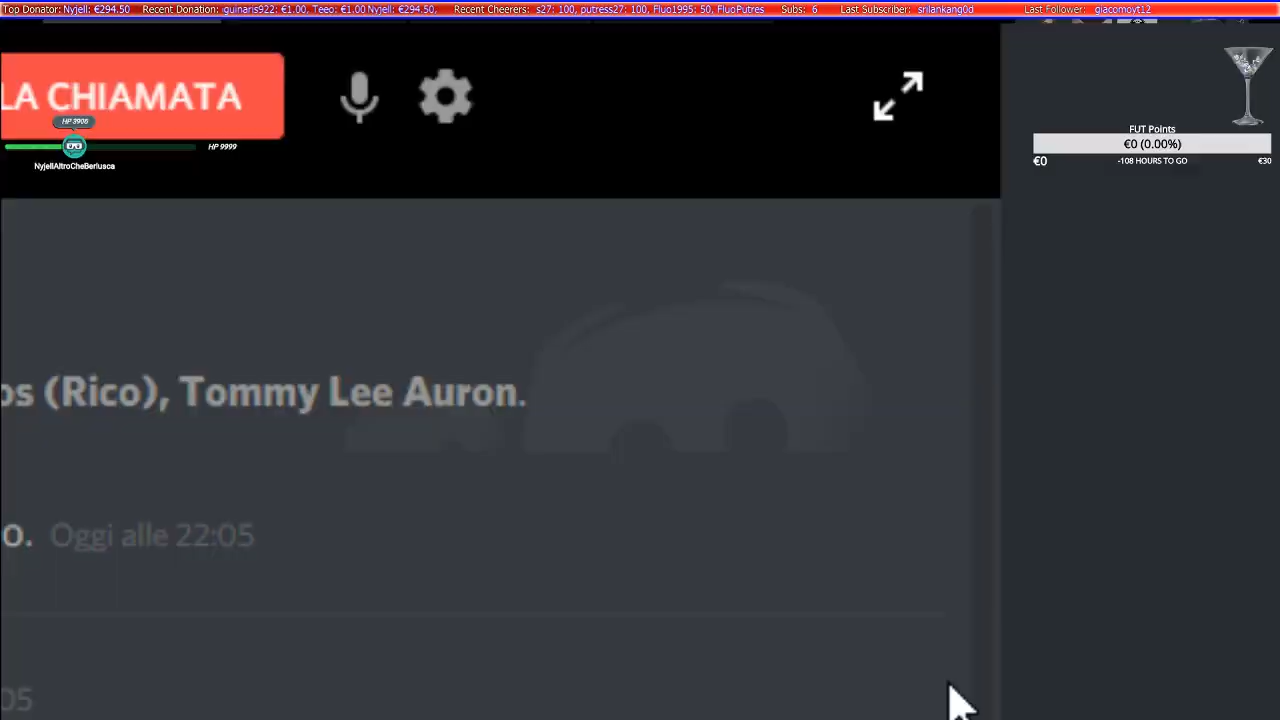 Top Donator: Nyjell: €294.50 Recent Donation: guinaris922: €1.00, Teeo: €1.00 Nyjell: €294.50, Recent Cheerers: s27: 100, putress27: 100, Fluo1995: 50, FluoPutres Subs: 6 Last Subscriber: srilankang0d Last Follower: giacomoyt12
LA CHIAMATA
HP 3906
HP 9999
NyjellAltroCheBerlusca
FUT Points
€0 (0.00%)
€0 -108 HOURS TO GO €30
os (Rico), Tommy Lee Auron.
O. Oggi alle 22:05
05